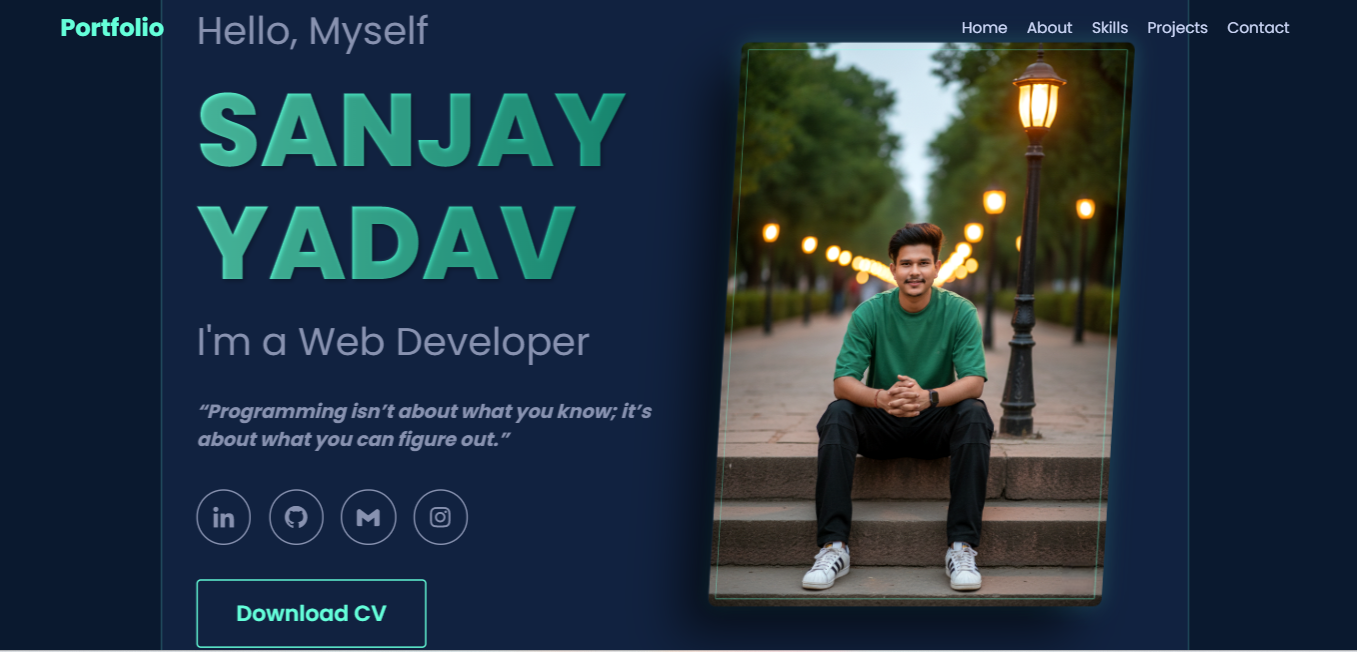 Portfolio
Home About Skills Projects Contact
Hello, Myself
SANJAY
YADAV
I'm a Web Developer
“Programming isn’t about what you know; it’s
about what you can figure out.”
in
Download CV